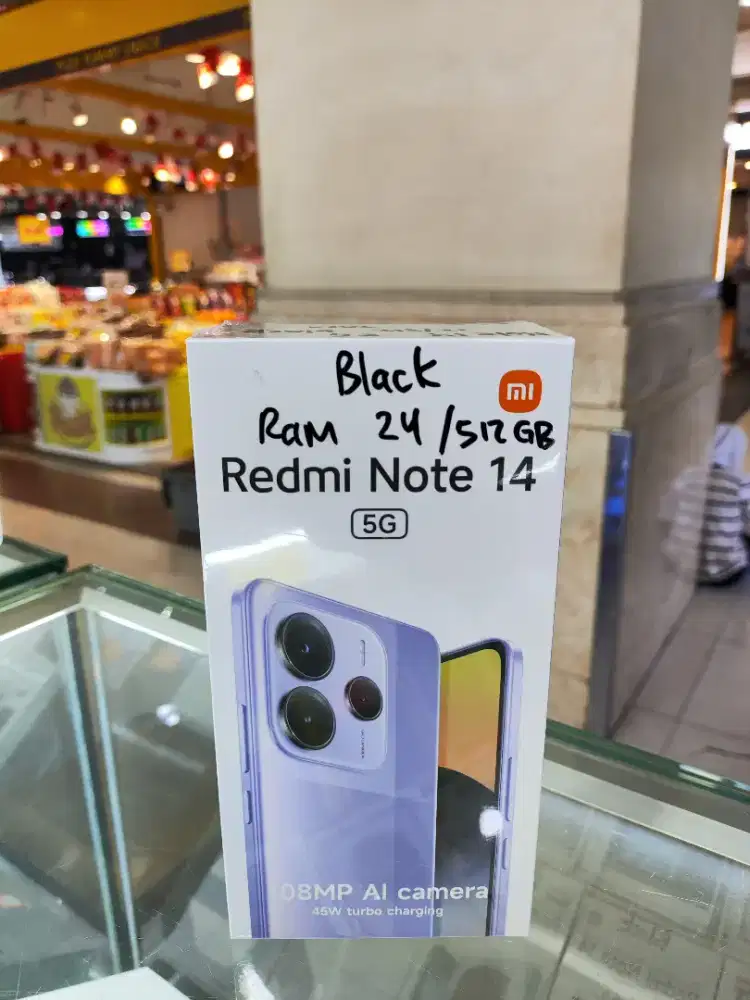 Black
mi
Ram 24/512GB
Redmi Note 14
5G
08MP AI camera
45W turbo charging